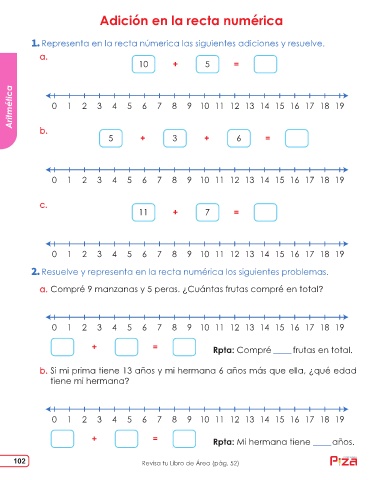 Adición en la recta numérica
1. Representa en la recta númerica las siguientes adiciones y resuelve.
a.
10 + 5 =
0 1 2 3 4 5 6 7 8 9 10 11 12 13 14 15 16 17 18 19
Aritmética
b.
5 + 3 + 6 =
0 1 2 3 4 5 6 7 8 9 10 11 12 13 14 15 16 17 18 19
c.
11 + 7 =
0 1 2 3 4 5 6 7 8 9 10 11 12 13 14 15 16 17 18 19
2. Resuelve y representa en la recta numérica los siguientes problemas.
a. Compré 9 manzanas y 5 peras. ¿Cuántas frutas compré en total?
0 1 2 3 4 5 6 7 8 9 10 11 12 13 14 15 16 17 18 19
+ =
Rpta: Compré ____ frutas en total.
b. Si mi prima tiene 13 años y mi hermana 6 años más que ella, ¿qué edad
tiene mi hermana?
0 1 2 3 4 5 6 7 8 9 10 11 12 13 14 15 16 17 18 19
+ =
Rpta: Mi hermana tiene ____ años.
102
Revisa tu Libro de Área (pág. 52)